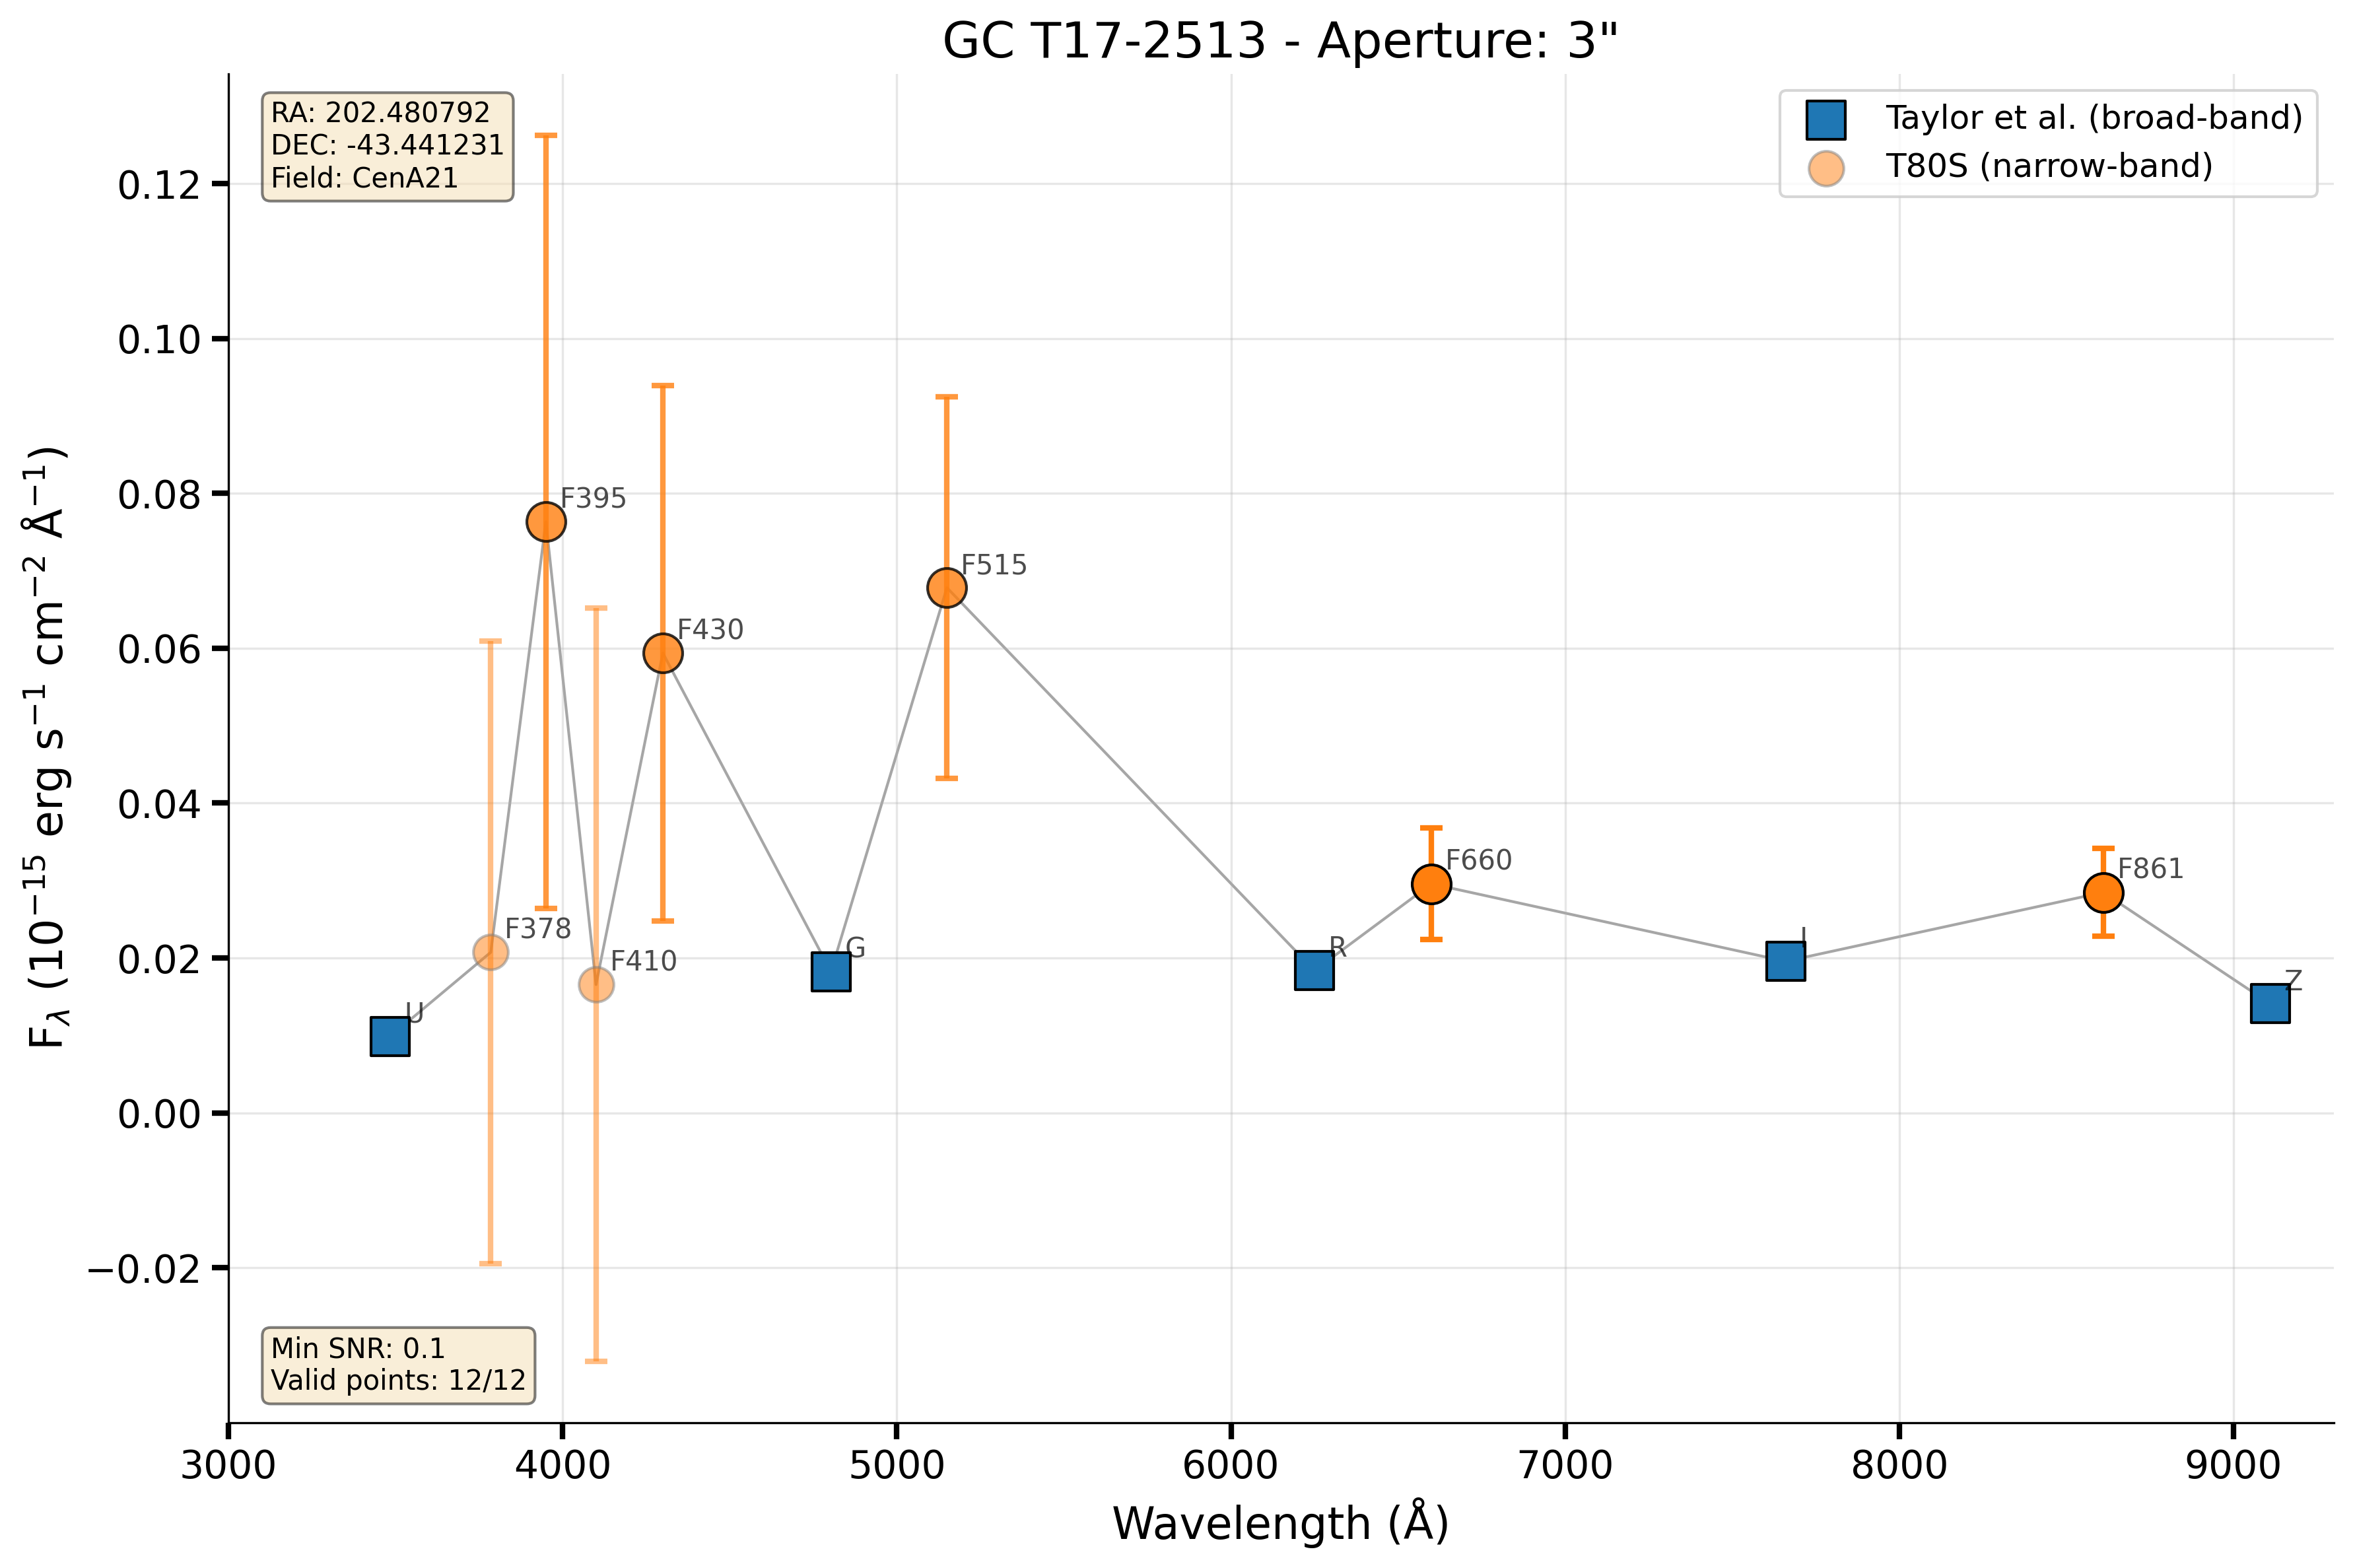 GC T17-2513 - Aperture: 3"
RA: 202.480792
DEC: -43.441231
Field: CenA21
Taylor et al. (broad-band)
T80S (narrow-band)
0.12
0.10
0.08
0.06
0.04
0.02
0.00
−0.02
F$_λ$ (10$^{−15}$ erg s$^{−1}$ cm$^{−2}$ Å$^{−1}$)
U
F378
F395
F410
F430
G
F515
R
F660
I
F861
Z
Min SNR: 0.1
Valid points: 12/12
3000 4000 5000 6000 7000 8000 9000
Wavelength (Å)